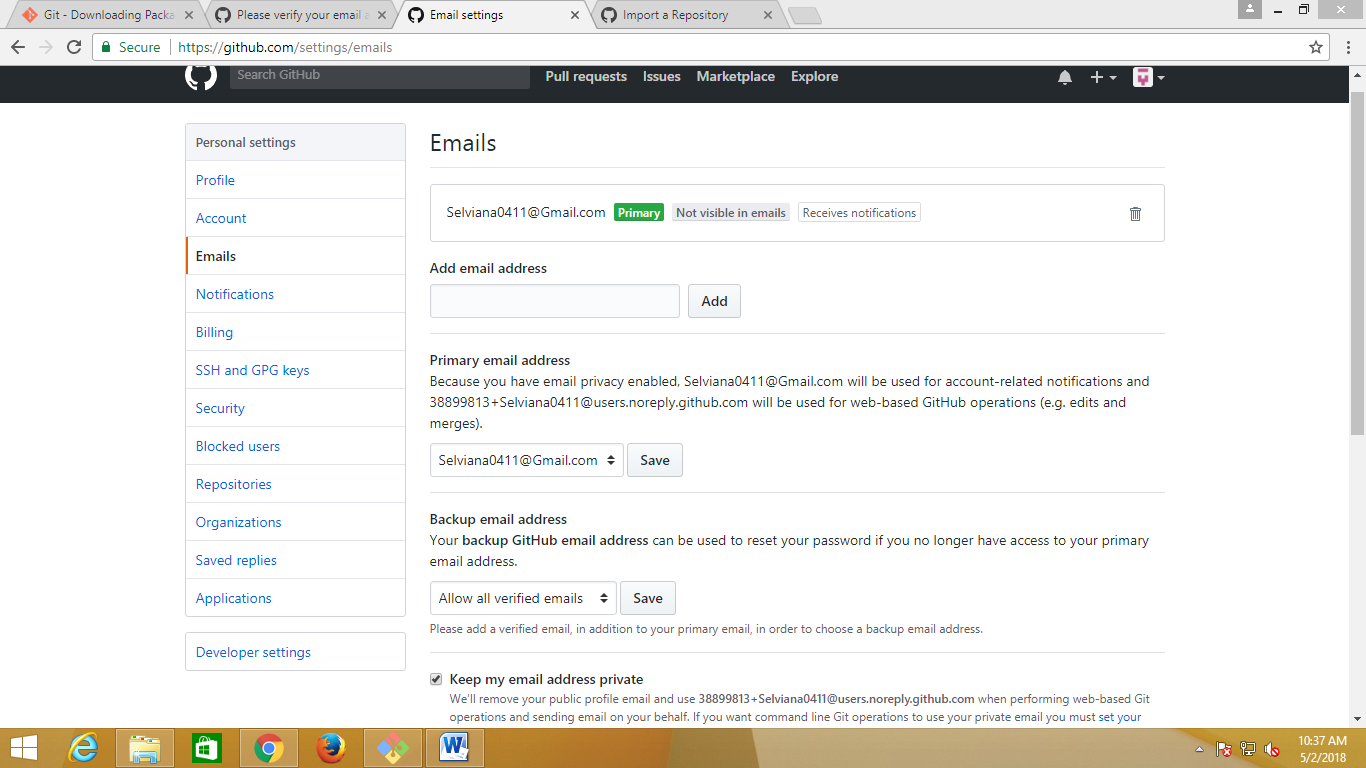 Git - Downloading Packa
Please verify your email a
Email settings
Import a Repository
Secure
https://github.com/settings/emails
Search GitHub
Pull requests
Issues
Marketplace
Explore
Personal settings
Profile
Account
Emails
Notifications
Billing
SSH and GPG keys
Security
Blocked users
Repositories
Organizations
Saved replies
Applications
Developer settings
Emails
Selviana0411@Gmail.com Primary Not visible in emails Receives notifications
Add email address
Add
Primary email address
Because you have email privacy enabled, Selviana0411@Gmail.com will be used for account-related notifications and
38899813+Selviana0411@users.noreply.github.com will be used for web-based GitHub operations (e.g. edits and
merges).
Selviana0411@Gmail.com Save
Backup email address
Your backup GitHub email address can be used to reset your password if you no longer have access to your primary
email address.
Allow all verified emails Save
Please add a verified email, in addition to your primary email, in order to choose a backup email address.
Keep my email address private
We'll remove your public profile email and use 38899813+Selviana0411@users.noreply.github.com when performing web-based Git
operations and sending email on your behalf. If you want command line Git operations to use your private email you must set your
10:37 AM
5/2/2018